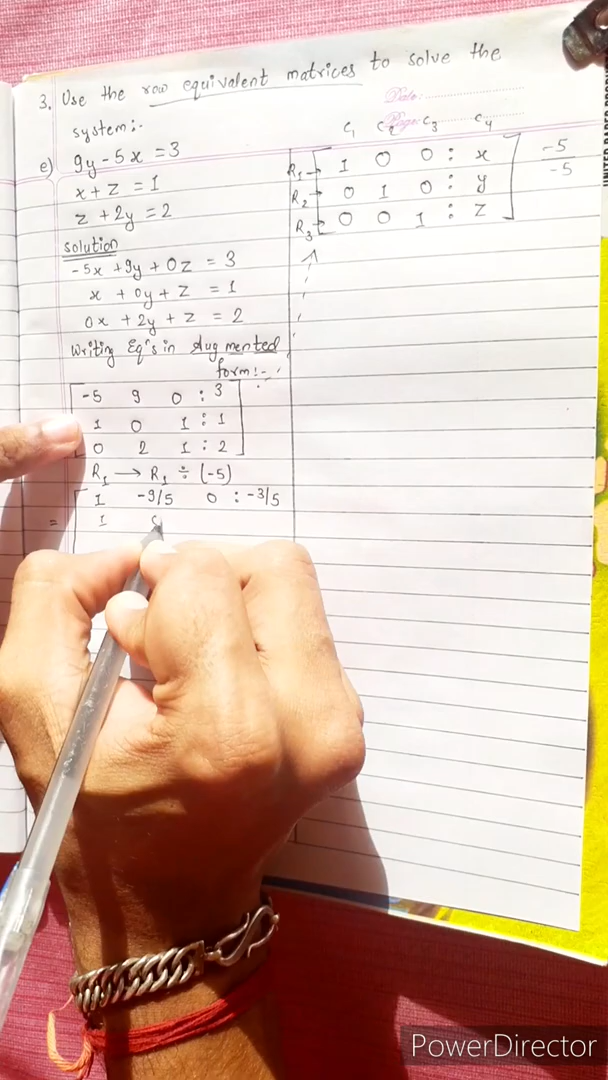 3. Use the row equivalent matrices to solve the
system:-
Date:
Page:
e) 9y - 5x = 3
x + z = 1
z + 2y = 2
solution
-5x + 9y + 0z = 3
x + 0y + z = 1
0x + 2y + z = 2
Writing Eqⁿs in Augmented
form:-
-5 9 0 : 3
1 0 1 : 1
0 2 1 : 2
R₁ → R₁ ÷ (-5)
1 -9/5 0 : -3/5
= 1
C₁ C₂ C₃ C₄
R₁ → 1 0 0 : x
R₂ → 0 1 0 : y
R₃ → 0 0 1 : z
-5
-5
PowerDirector